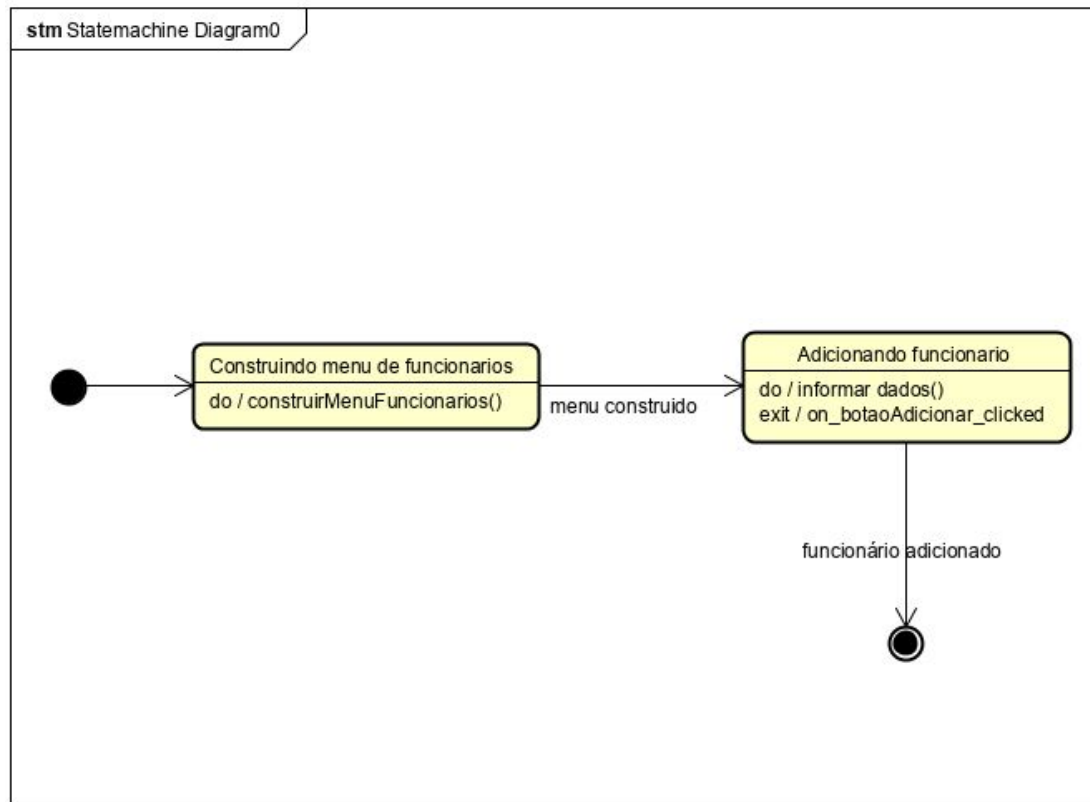 stm Statemachine Diagram0
Construindo menu de funcionarios
do / construirMenuFuncionarios()
menu construido
Adicionando funcionario
do / informar dados()
exit / on_botaoAdicionar_clicked
funcionário adicionado